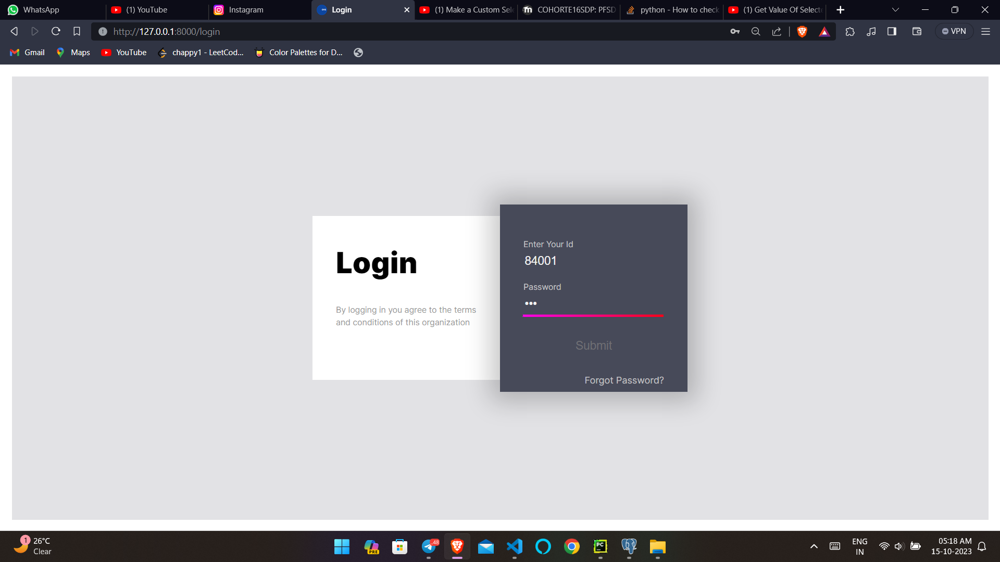 WhatsApp
(1) YouTube
Instagram
Login
(1) Make a Custom Sele
COHORTE16SDP: PFSD
python - How to check
(1) Get Value Of Selecte
http://127.0.0.1:8000/login
VPN
Gmail
Maps
YouTube
chappy1 - LeetCod...
Color Palettes for D...
Login
By logging in you agree to the terms
and conditions of this organization
Enter Your Id
84001
Password
Submit
Forgot Password?
1
26°C
Clear
PRE
.48
PC
ENG
IN
05:18 AM
15-10-2023